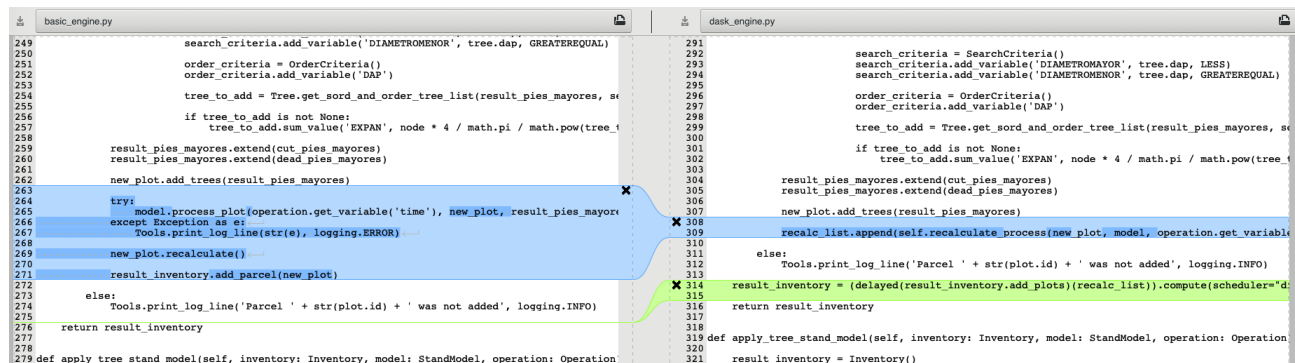 basic_engine.py
249 search_criteria.add_variable('DIAMETROMENOR', tree.dap, GREATEREQUAL)
250
251 order_criteria = OrderCriteria()
252 order_criteria.add_variable('DAP')
253
254 tree_to_add = Tree.get_sord_and_order_tree_list(result_pies_mayores, se
255
256 if tree_to_add is not None:
257 tree_to_add.sum_value('EXPAN', node * 4 / math.pi / math.pow(tree_t
258
259 result_pies_mayores.extend(cut_pies_mayores)
260 result_pies_mayores.extend(dead_pies_mayores)
261
262 new_plot.add_trees(result_pies_mayores)
263
264 try:
265 model.process_plot(operation.get_variable('time'), new_plot, result_pies_mayore
266 except Exception as e:
267 Tools.print_log_line(str(e), logging.ERROR)
268
269 new_plot.recalculate()
270
271 result_inventory.add_parcel(new_plot)
272
273 else:
274 Tools.print_log_line('Parcel ' + str(plot.id) + ' was not added', logging.INFO)
275
276 return result_inventory
277
278
279 def apply_tree_stand_model(self, inventory: Inventory, model: StandModel, operation: Operation
dask_engine.py
291
292 search_criteria = SearchCriteria()
293 search_criteria.add_variable('DIAMETROMAYOR', tree.dap, LESS)
294 search_criteria.add_variable('DIAMETROMENOR', tree.dap, GREATEREQUAL)
295
296 order_criteria = OrderCriteria()
297 order_criteria.add_variable('DAP')
298
299 tree_to_add = Tree.get_sord_and_order_tree_list(result_pies_mayores, se
300
301 if tree_to_add is not None:
302 tree_to_add.sum_value('EXPAN', node * 4 / math.pi / math.pow(tree_t
303
304 result_pies_mayores.extend(cut_pies_mayores)
305 result_pies_mayores.extend(dead_pies_mayores)
306
307 new_plot.add_trees(result_pies_mayores)
308
309 recalc_list.append(self.recalculate_process(new_plot, model, operation.get_variable
310
311 else:
312 Tools.print_log_line('Parcel ' + str(plot.id) + ' was not added', logging.INFO)
313
314 result_inventory = (delayed(result_inventory.add_plots)(recalc_list)).compute(scheduler="di
315
316 return result_inventory
317
318
319 def apply_tree_stand_model(self, inventory: Inventory, model: StandModel, operation: Operation
320
321 result_inventory = Inventory()